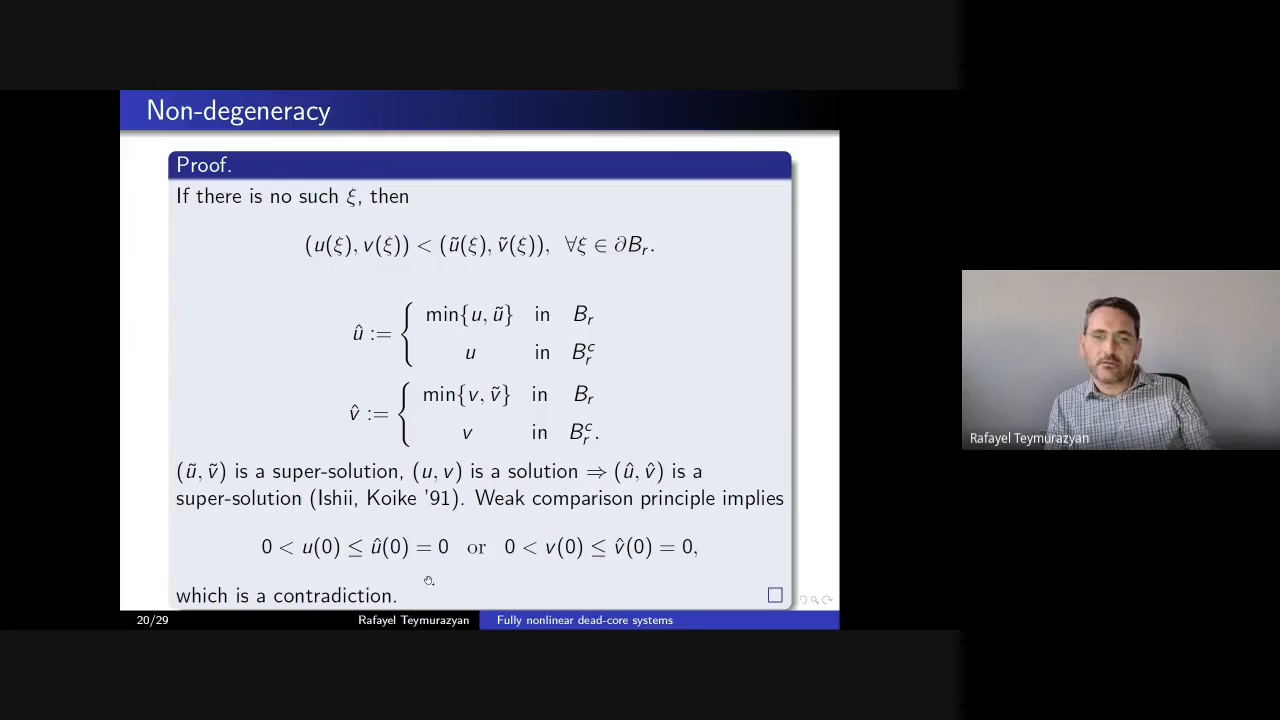 Non-degeneracy
Proof.
If there is no such ξ, then
(u(ξ), v(ξ)) < (ũ(ξ), ṽ(ξ)), ∀ξ ∈ ∂B_r.
û := { min{u, ũ} in B_r
u in B_r^c
v̂ := { min{v, ṽ} in B_r
v in B_r^c.
(ũ, ṽ) is a super-solution, (u, v) is a solution ⇒ (û, v̂) is a
super-solution (Ishii, Koike '91). Weak comparison principle implies
0 < u(0) ≤ û(0) = 0 or 0 < v(0) ≤ v̂(0) = 0,
which is a contradiction. □
20/29 Rafayel Teymurazyan Fully nonlinear dead-core systems
Rafayel Teymurazyan